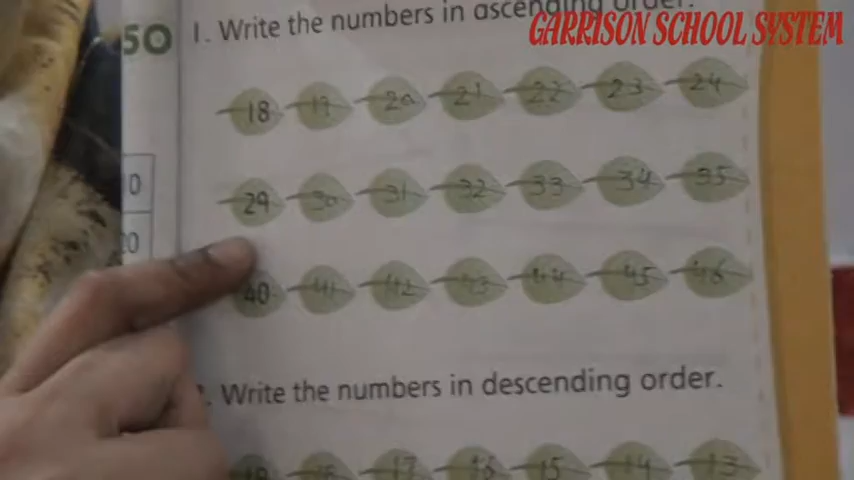 GARRISON SCHOOL SYSTEM
50 1. Write the numbers in ascending order.
18 19 20 21 22 23 24
29 30 31 32 33 34 35
40 41 42 43 44 45 46
Write the numbers in descending order.
17 16 15 14 13